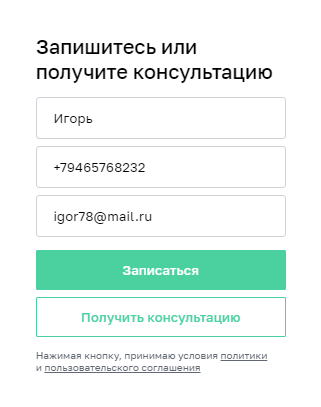 Запишитесь или
получите консультацию
Игорь
+79465768232
igor78@mail.ru
Записаться
Получить консультацию
Нажимая кнопку, принимаю условия политики
и пользовательского соглашения